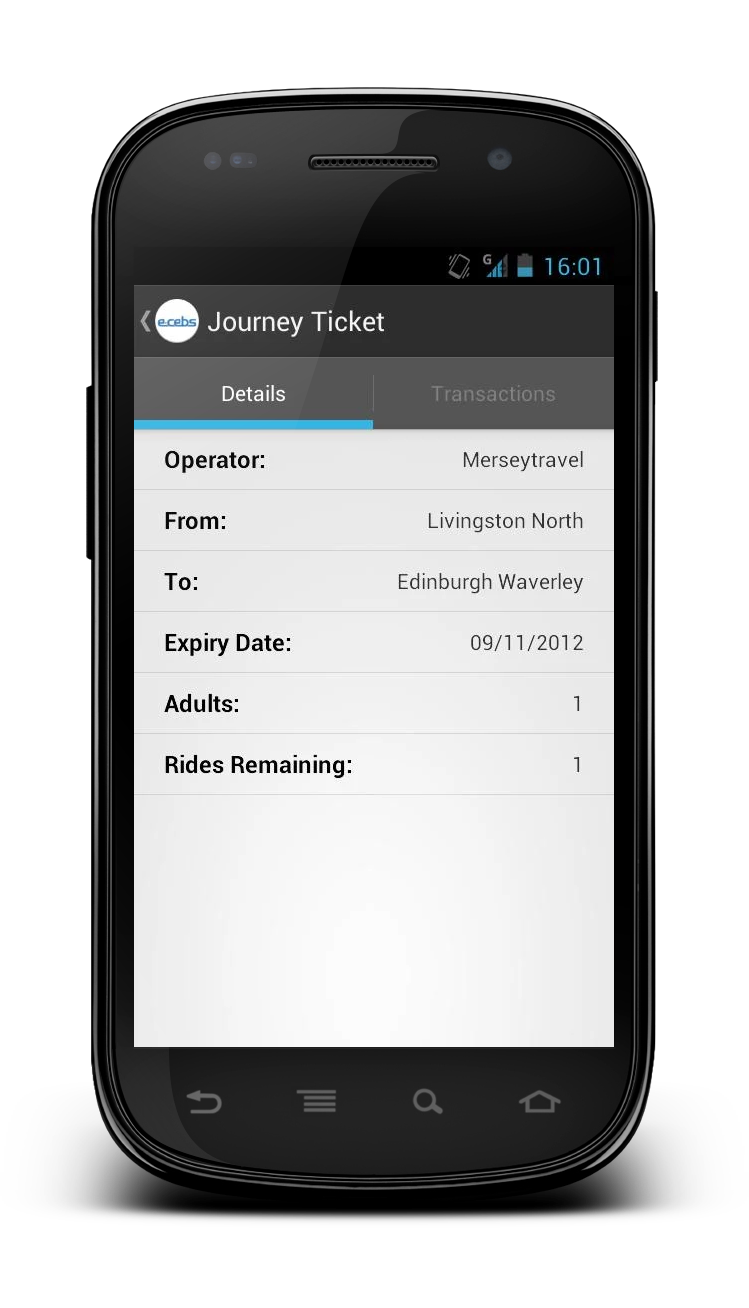 G 16:01
e.cebs Journey Ticket
Details Transactions
Operator: Merseytravel
From: Livingston North
To: Edinburgh Waverley
Expiry Date: 09/11/2012
Adults: 1
Rides Remaining: 1